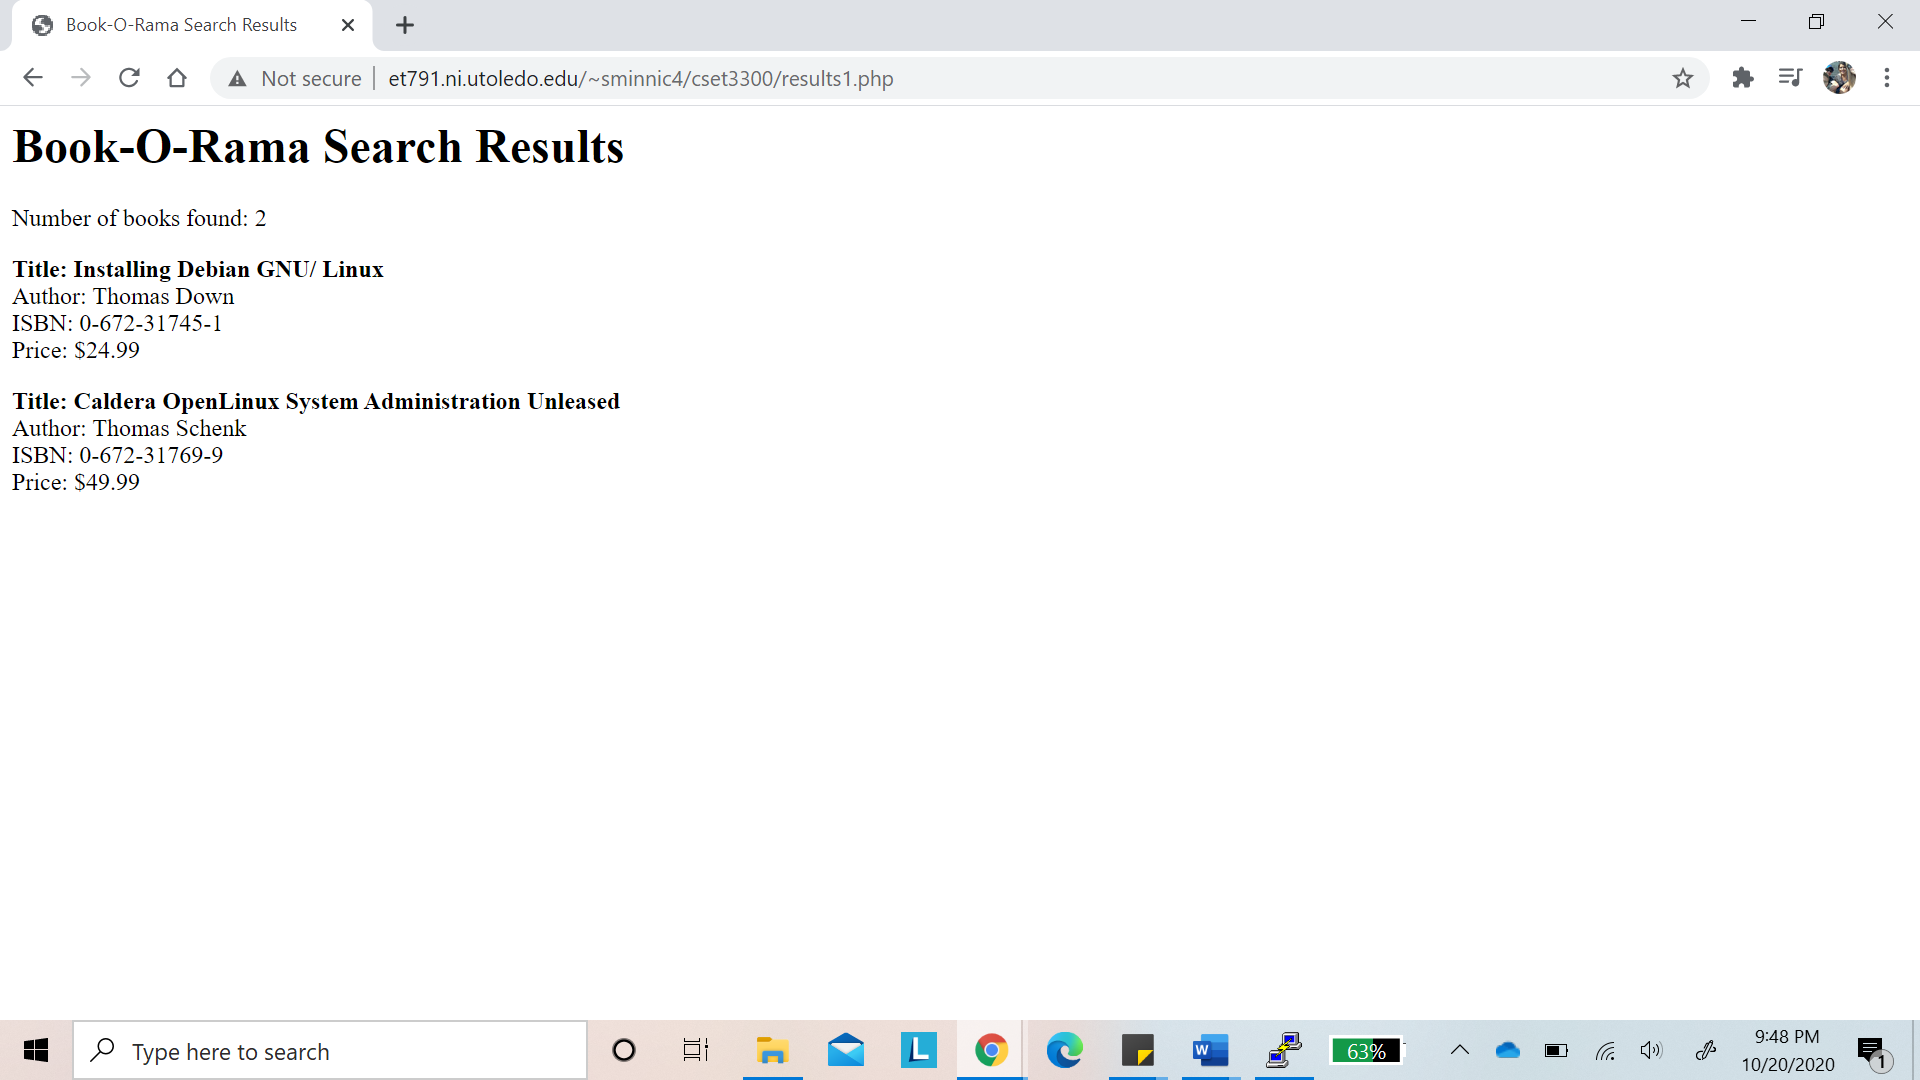 Book-O-Rama Search Results
Not secure
et791.ni.utoledo.edu/~sminnic4/cset3300/results1.php
Book-O-Rama Search Results
Number of books found: 2
Title: Installing Debian GNU/ Linux
Author: Thomas Down
ISBN: 0-672-31745-1
Price: $24.99
Title: Caldera OpenLinux System Administration Unleased
Author: Thomas Schenk
ISBN: 0-672-31769-9
Price: $49.99
Type here to search
L
W
63%
9:48 PM
10/20/2020
1